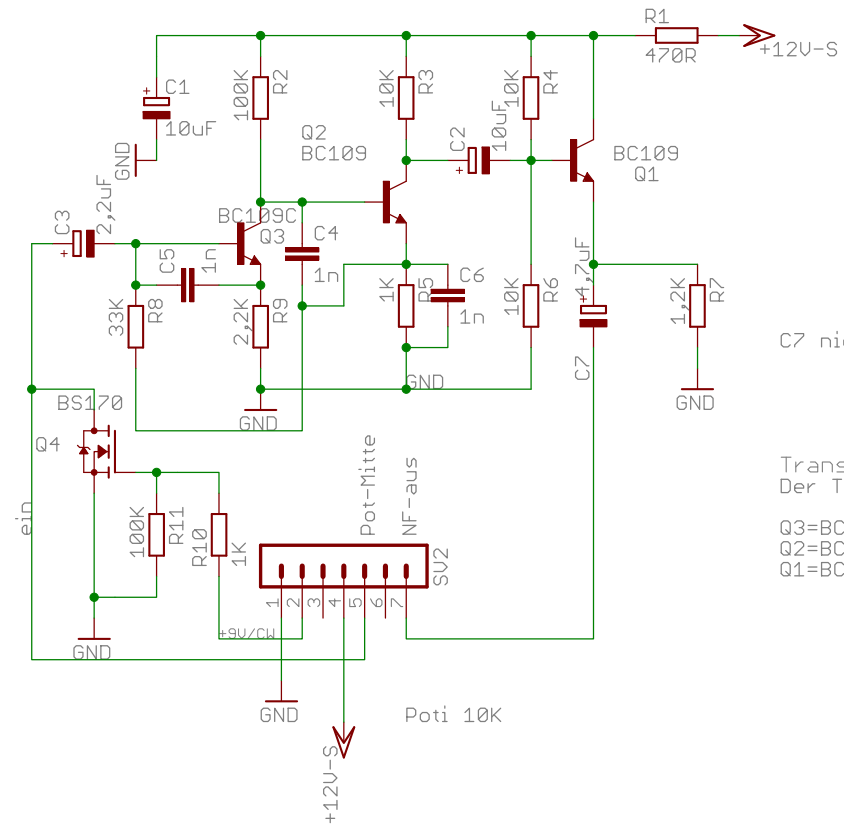 R1
470R
+12V-S
C1
10uF
GND
100K
R2
10K
R3
10K
R4
Q2
BC109
C2
10uF
BC109
Q1
C3
2,2uF
BC109C
Q3
C5
1n
C4
1n
33K
R8
2,2K
R9
1K
R5
C6
1n
10K
R6
4,7uF
C7
1,2K
R7
GND
GND
GND
C7 nic
BS170
Q4
ein
100K
R11
R10
1K
Pot-Mitte
NF-aus
SV2
1
2
3
4
5
6
7
+9V/CW
GND
GND
Poti 10K
+12V-S
Trans
Der T
Q3=BC
Q2=BC
Q1=BC